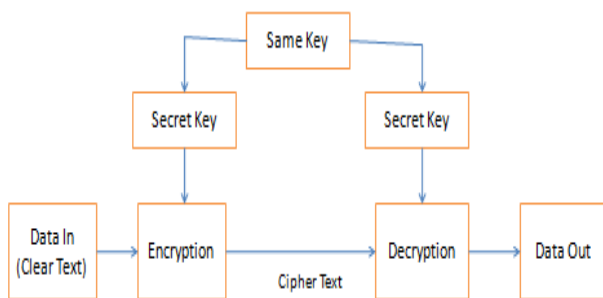 Same Key
Secret Key
Secret Key
Data In
(Clear Text)
Encryption
Cipher Text
Decryption
Data Out